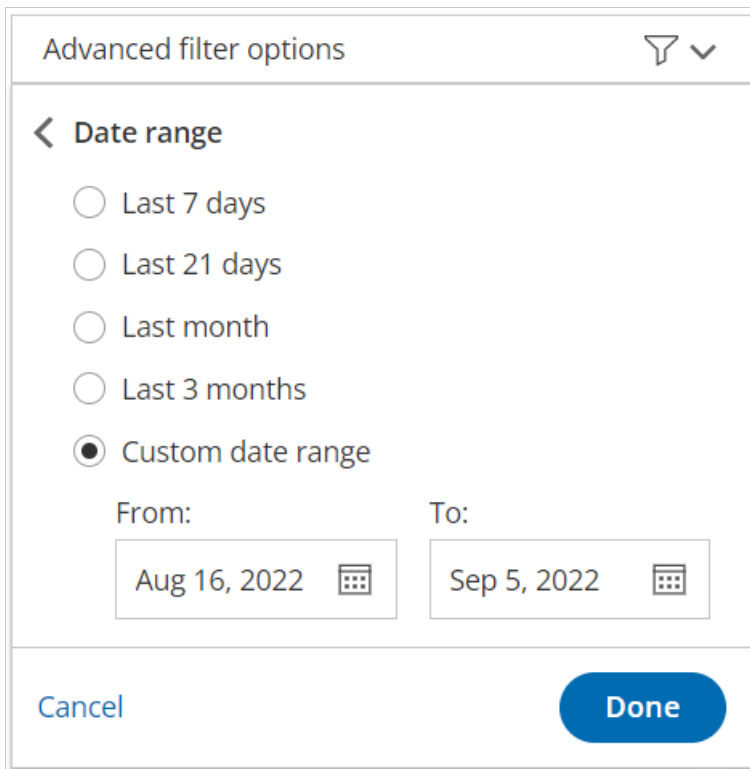 Advanced filter options
Date range
Last 7 days
Last 21 days
Last month
Last 3 months
Custom date range
From: To:
Aug 16, 2022 Sep 5, 2022
Cancel Done